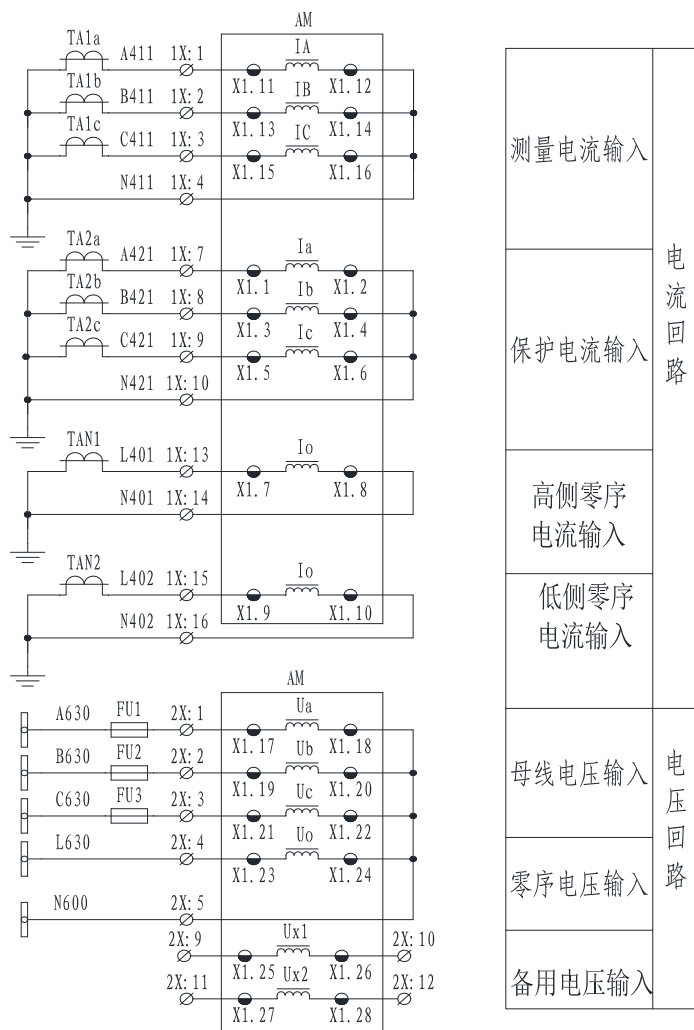 AM
TA1a A411 1X:1 IA
X1.11 X1.12
TA1b B411 1X:2 IB
X1.13 X1.14
TA1c C411 1X:3 IC
X1.15 X1.16
N411 1X:4
测量电流输入
TA2a A421 1X:7 Ia
X1.1 X1.2
TA2b B421 1X:8 Ib
X1.3 X1.4
TA2c C421 1X:9 Ic
X1.5 X1.6
N421 1X:10
保护电流输入
电流回路
TAN1 L401 1X:13 Io
X1.7 X1.8
N401 1X:14
高侧零序
电流输入
TAN2 L402 1X:15 Io
X1.9 X1.10
N402 1X:16
低侧零序
电流输入
AM
A630 FU1 2X:1 Ua
X1.17 X1.18
B630 FU2 2X:2 Ub
X1.19 X1.20
C630 FU3 2X:3 Uc
X1.21 X1.22
母线电压输入
L630 2X:4 Uo
X1.23 X1.24
N600 2X:5
零序电压输入
电压回路
2X:9 Ux1 2X:10
X1.25 X1.26
2X:11 Ux2 2X:12
X1.27 X1.28
备用电压输入